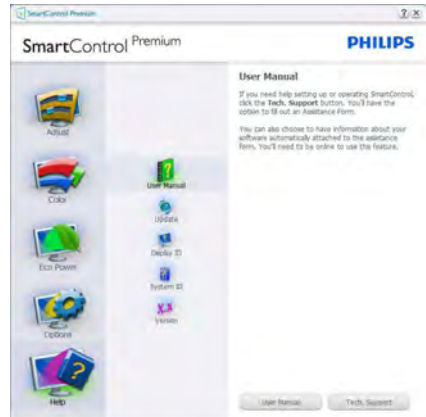 SmartControl Premium
SmartControl Premium
PHILIPS
User Manual
If you need help setting up or operating SmartControl,
click the Tech. Support button. You'll have the
option to fill out an Assistance Form.
You can also choose to have information about your
software automatically attached to the assistance
form. You'll need to be online to use the feature.
Adjust
Color
Eco Power
Options
Help
User Manual
Update
Display ID
System ID
X.X
Version
User Manual
Tech. Support